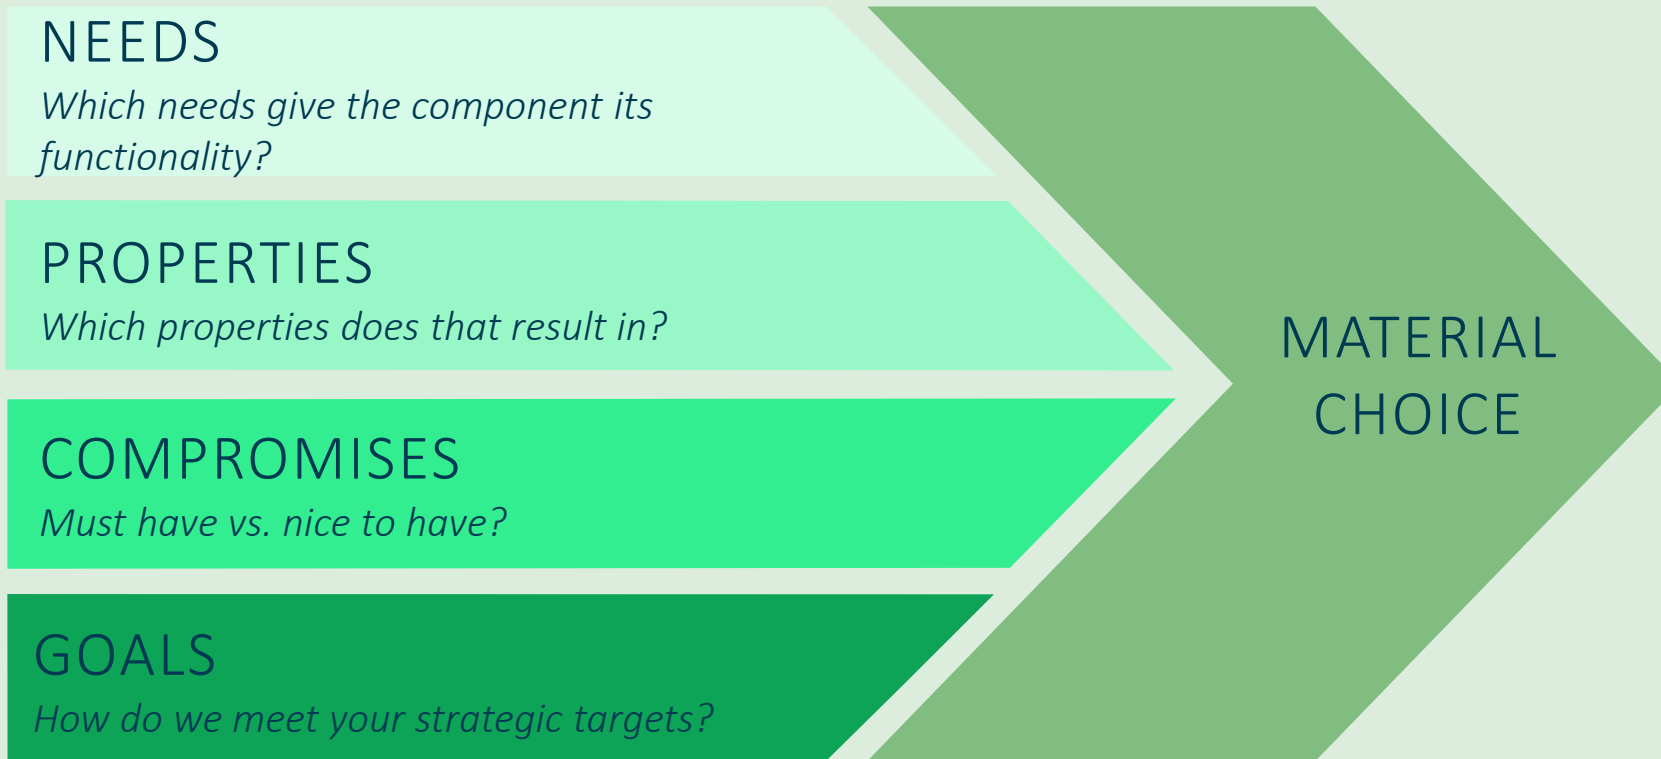 NEEDS
Which needs give the component its
functionality?
PROPERTIES
Which properties does that result in?
COMPROMISES
Must have vs. nice to have?
GOALS
How do we meet your strategic targets?
MATERIAL
CHOICE